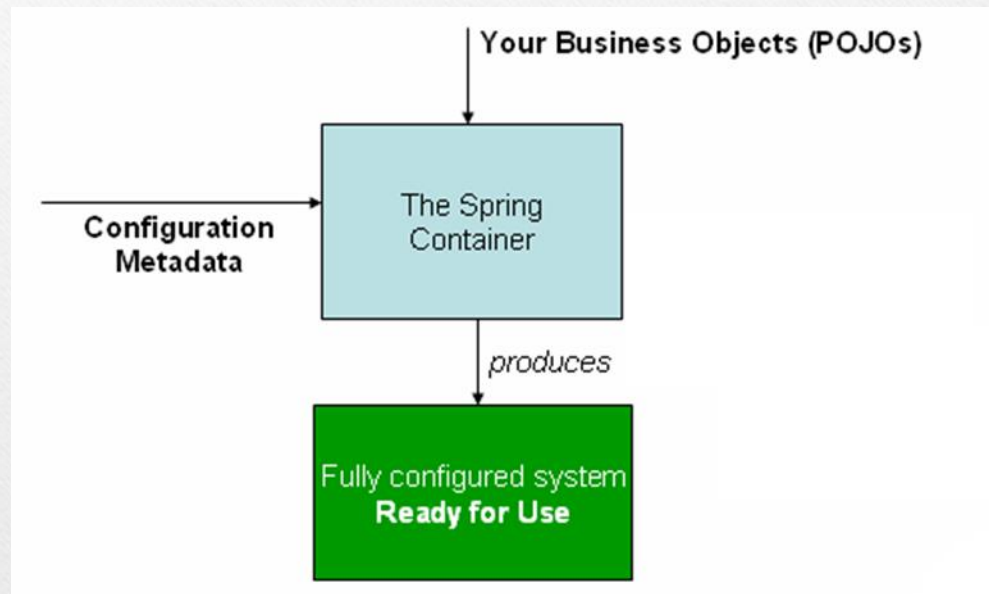 Your Business Objects (POJOs)
The Spring
Container
Configuration
Metadata
produces
Fully configured system
Ready for Use